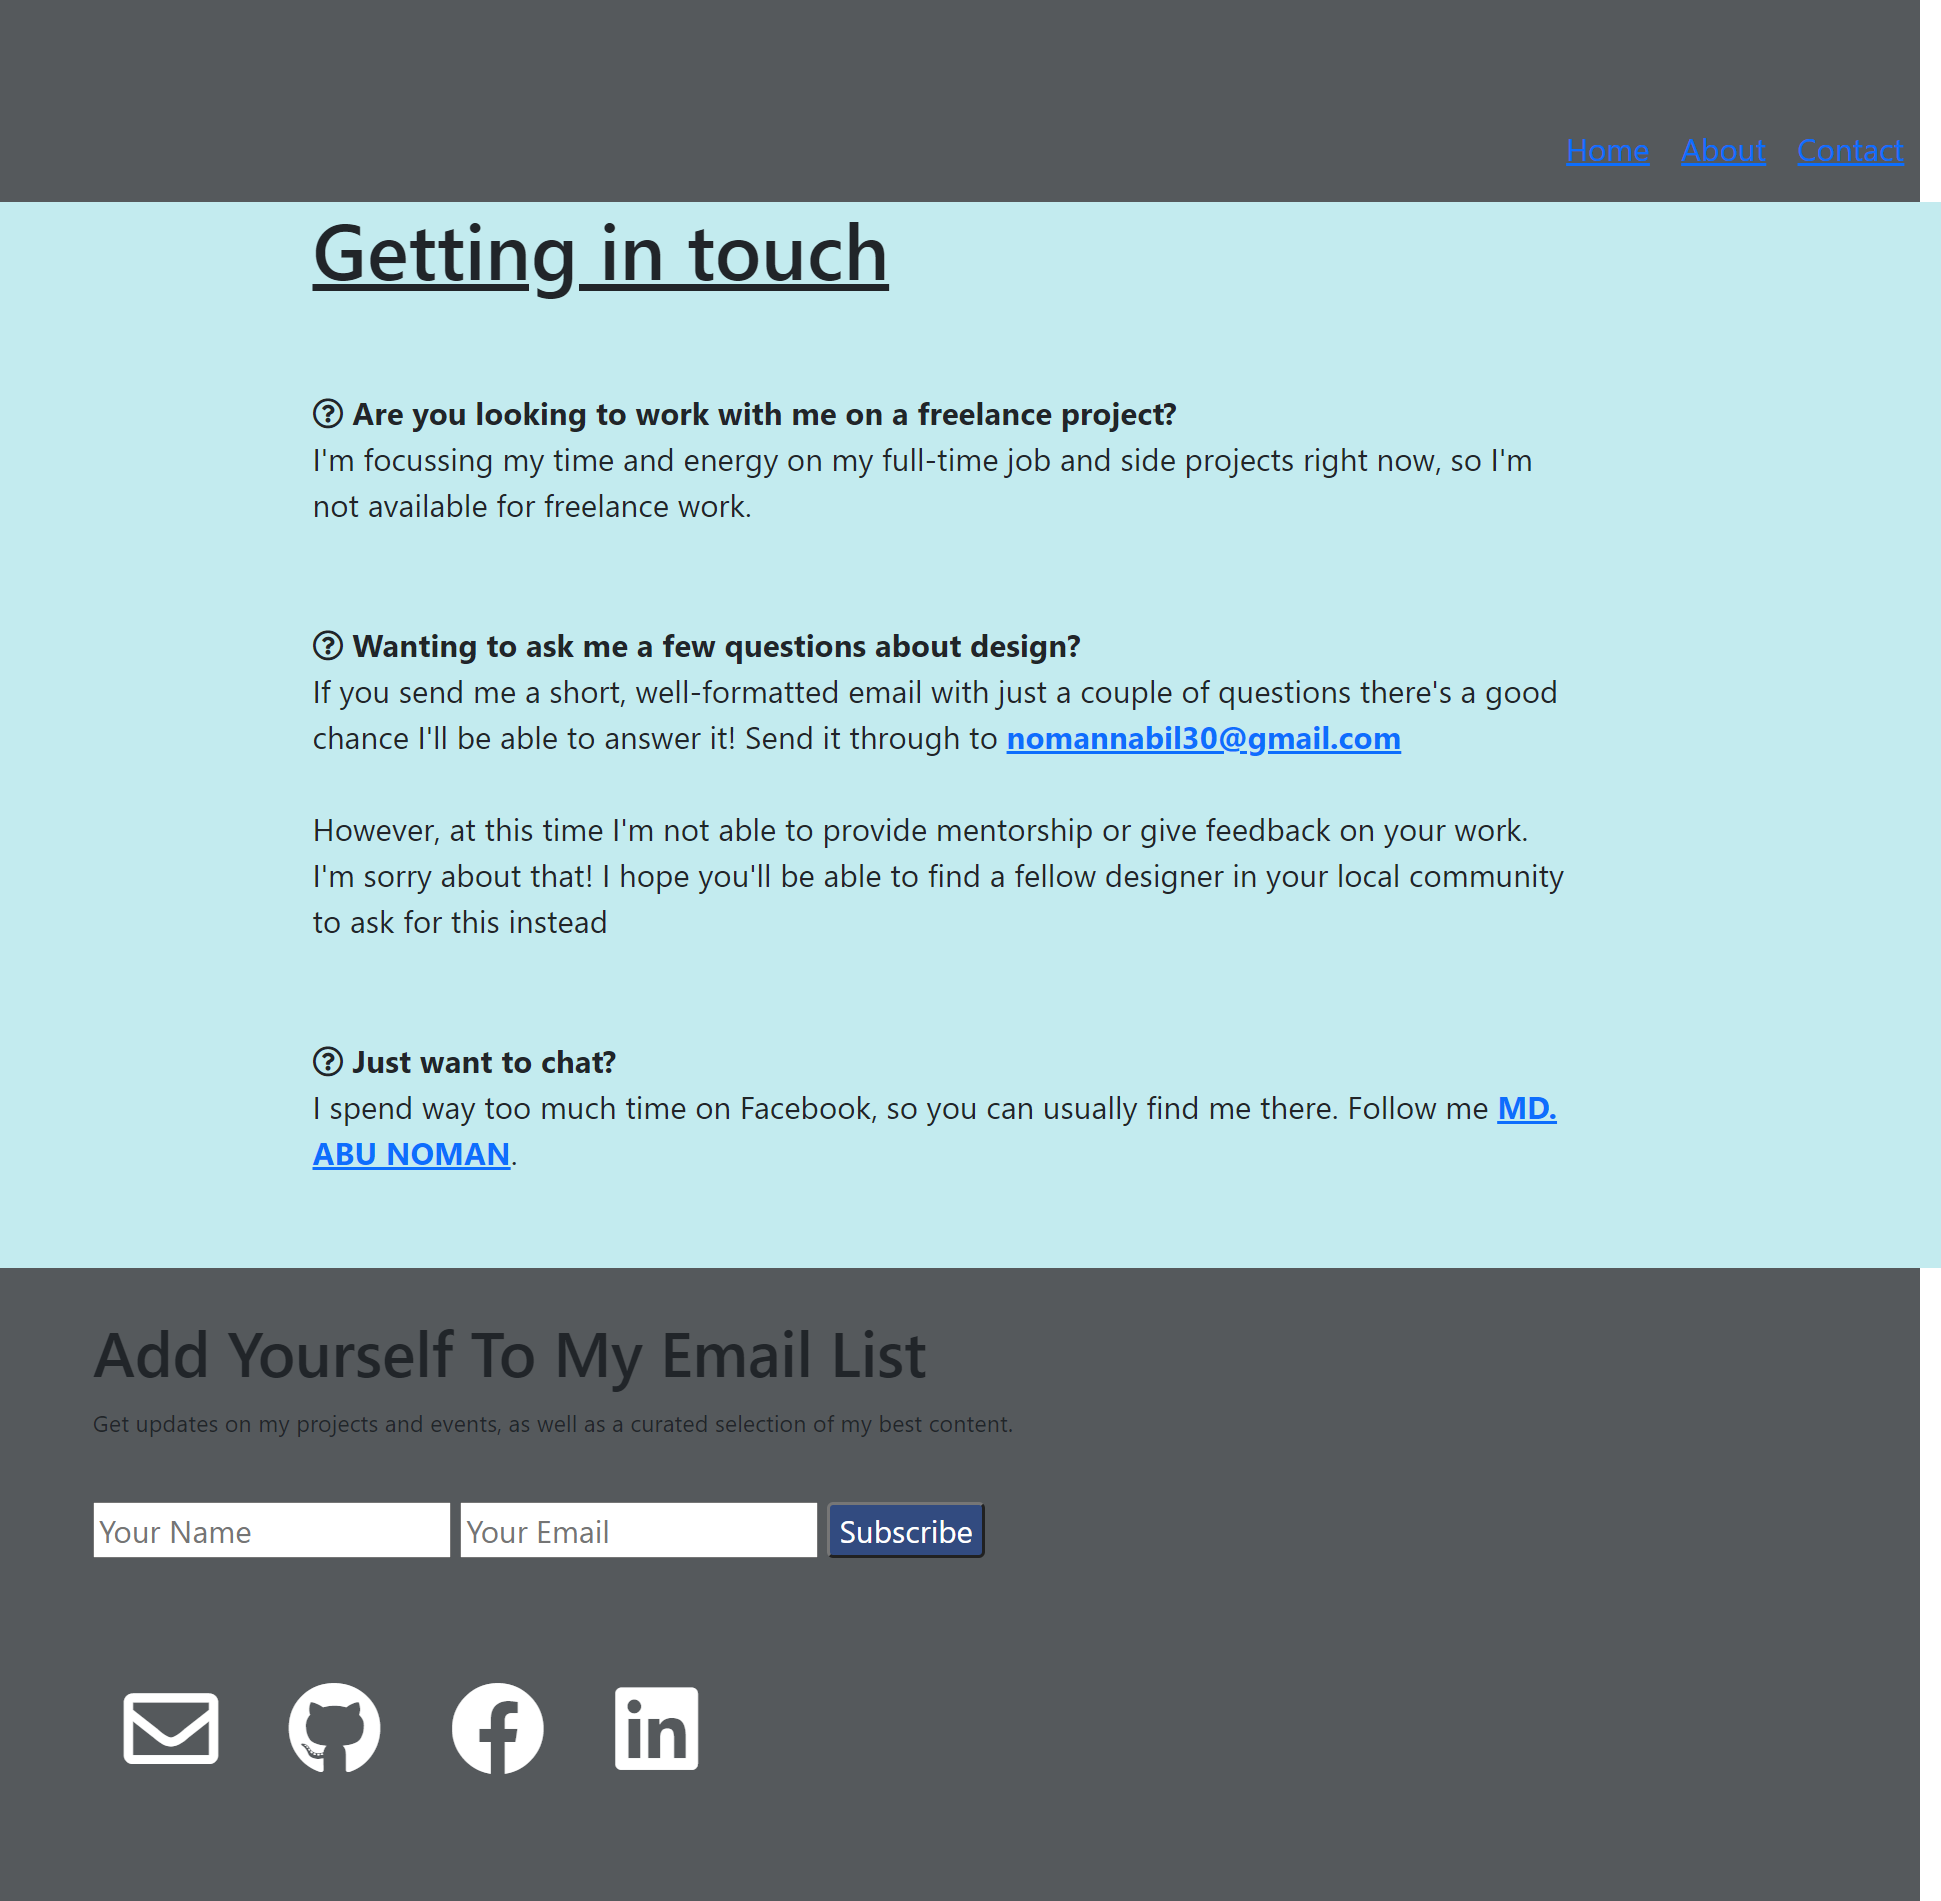 Home About Contact
Getting in touch
Are you looking to work with me on a freelance project?
I'm focussing my time and energy on my full-time job and side projects right now, so I'm
not available for freelance work.
Wanting to ask me a few questions about design?
If you send me a short, well-formatted email with just a couple of questions there's a good
chance I'll be able to answer it! Send it through to nomannabil30@gmail.com
However, at this time I'm not able to provide mentorship or give feedback on your work.
I'm sorry about that! I hope you'll be able to find a fellow designer in your local community
to ask for this instead
Just want to chat?
I spend way too much time on Facebook, so you can usually find me there. Follow me MD.
ABU NOMAN.
Add Yourself To My Email List
Get updates on my projects and events, as well as a curated selection of my best content.
Your Name Your Email Subscribe